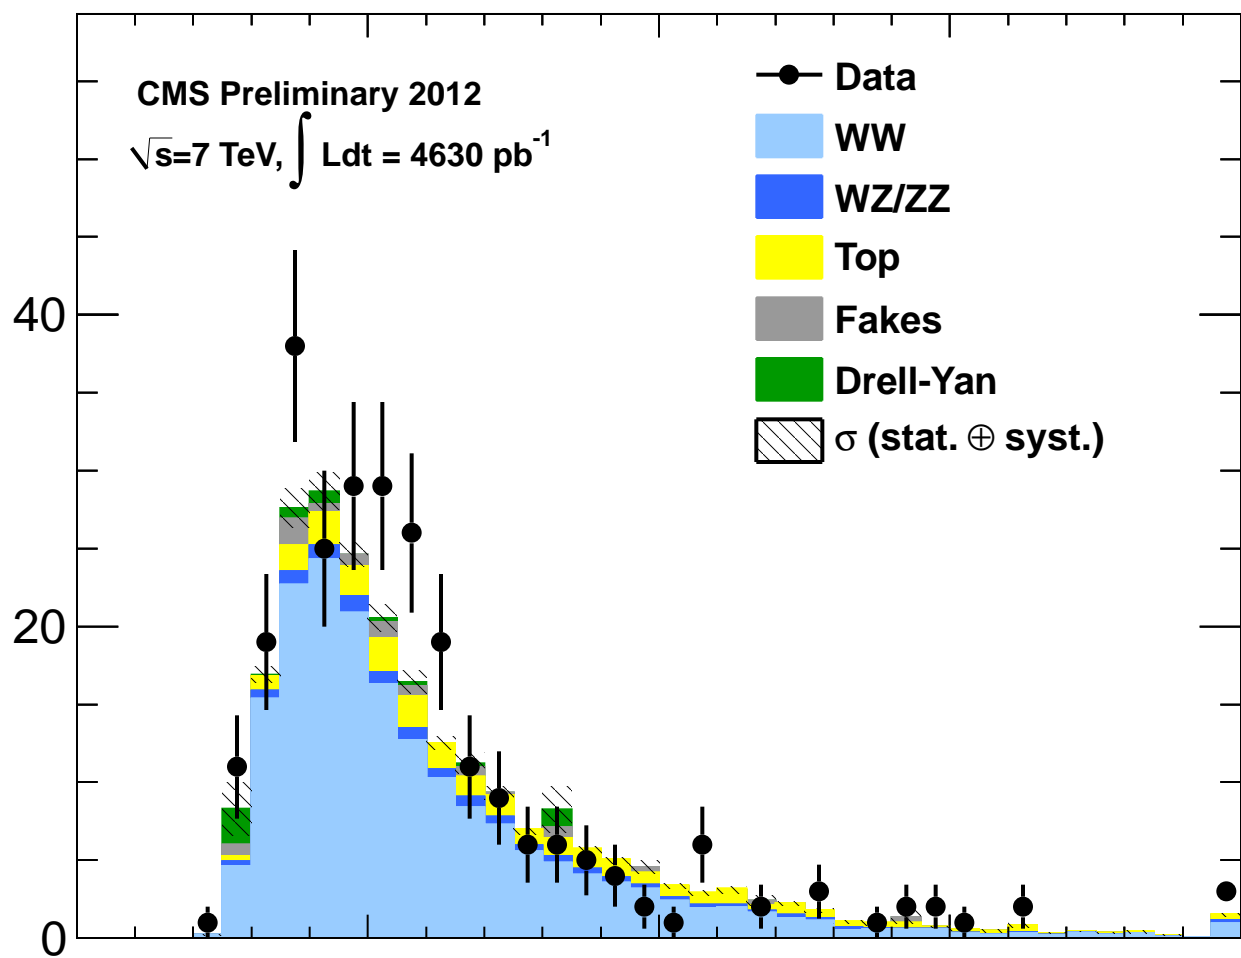 CMS Preliminary 2012
√s=7 TeV, ∫ Ldt = 4630 pb⁻¹
Data
WW
WZ/ZZ
Top
Fakes
Drell-Yan
σ (stat. ⊕ syst.)
40
20
0